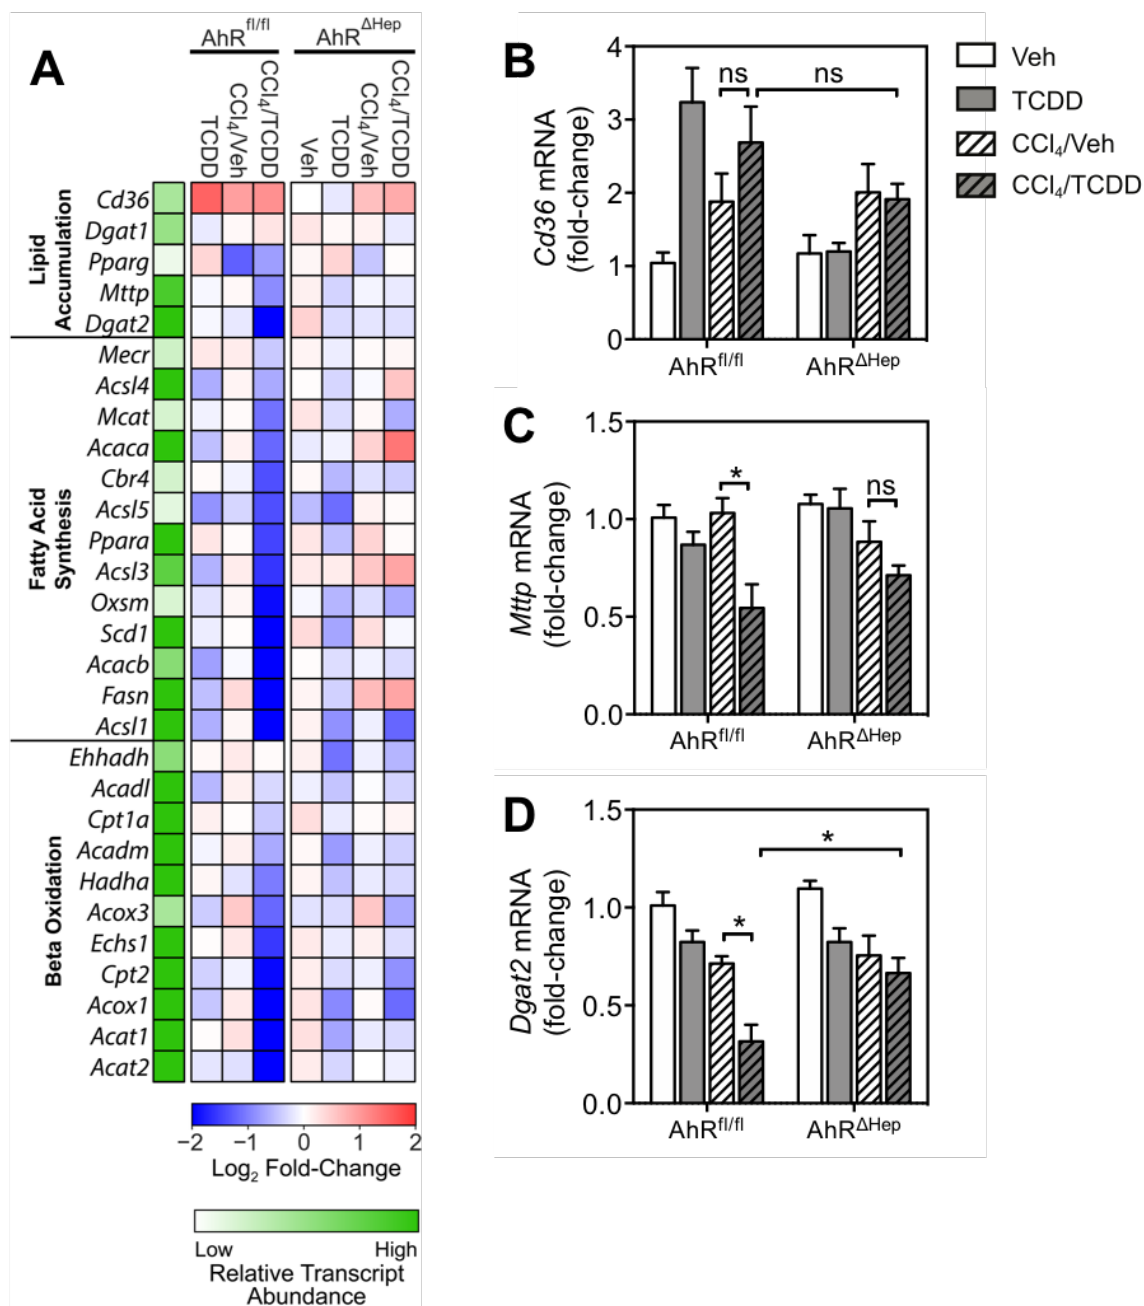 A
AhR^fl/fl
AhR^ΔHep
TCDD
CCl₄/Veh
CCl₄/TCDD
Veh
TCDD
CCl₄/Veh
CCl₄/TCDD
Lipid
Accumulation
Cd36
Dgat1
Pparg
Mttp
Dgat2
Fatty Acid
Synthesis
Mecr
Acsl4
Mcat
Acaca
Cbr4
Acsl5
Ppara
Acsl3
Oxsm
Scd1
Acacb
Fasn
Acsl1
Beta Oxidation
Ehhadh
Acadl
Cpt1a
Acadm
Hadha
Acox3
Echs1
Cpt2
Acox1
Acat1
Acat2
−2 −1 0 1 2
Log₂ Fold-Change
Low High
Relative Transcript
Abundance
B
Cd36 mRNA
(fold-change)
4
3
2
1
0
ns
ns
AhR^fl/fl AhR^ΔHep
Veh
TCDD
CCl₄/Veh
CCl₄/TCDD
C
Mttp mRNA
(fold-change)
1.5
1.0
0.5
0.0
*
ns
AhR^fl/fl AhR^ΔHep
D
Dgat2 mRNA
(fold-change)
1.5
1.0
0.5
0.0
*
*
AhR^fl/fl AhR^ΔHep